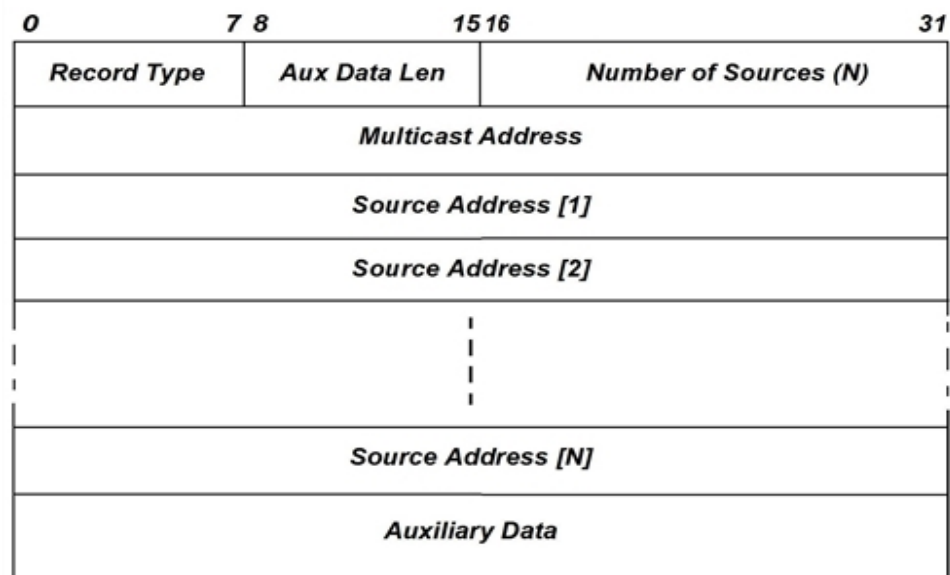 0 7 8 15 16 31
Record Type Aux Data Len Number of Sources (N)
Multicast Address
Source Address [1]
Source Address [2]
Source Address [N]
Auxiliary Data